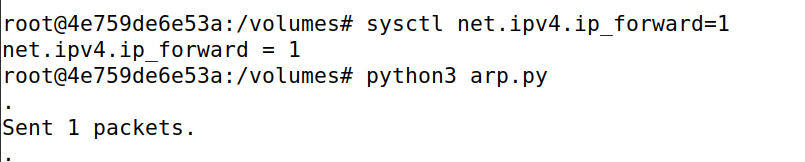 root@4e759de6e53a:/volumes# sysctl net.ipv4.ip_forward=1
net.ipv4.ip_forward = 1
root@4e759de6e53a:/volumes# python3 arp.py
.
Sent 1 packets.
.